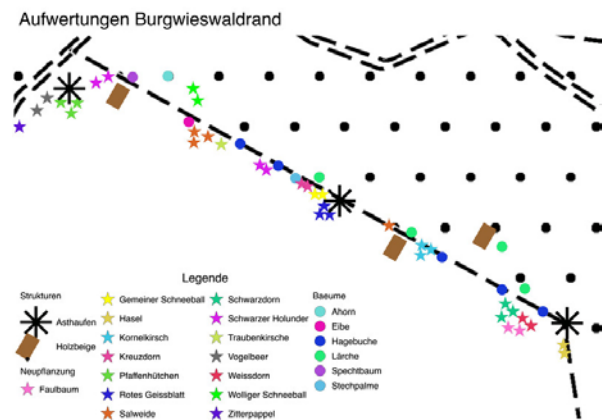 Aufwertungen Burgwieswaldrand
Legende
Strukturen
Asthaufen
Holzbeige
Neupflanzung
Faulbaum
Gemeiner Schneeball
Hasel
Kornelkirsch
Kreuzdorn
Pfaffenhütchen
Rotes Geissblatt
Salweide
Schwarzdorn
Schwarzer Holunder
Traubenkirsche
Vogelbeer
Weissdorn
Wolliger Schneeball
Zitterpappel
Baeume
Ahorn
Eibe
Hagebuche
Lärche
Spechtbaum
Stechpalme